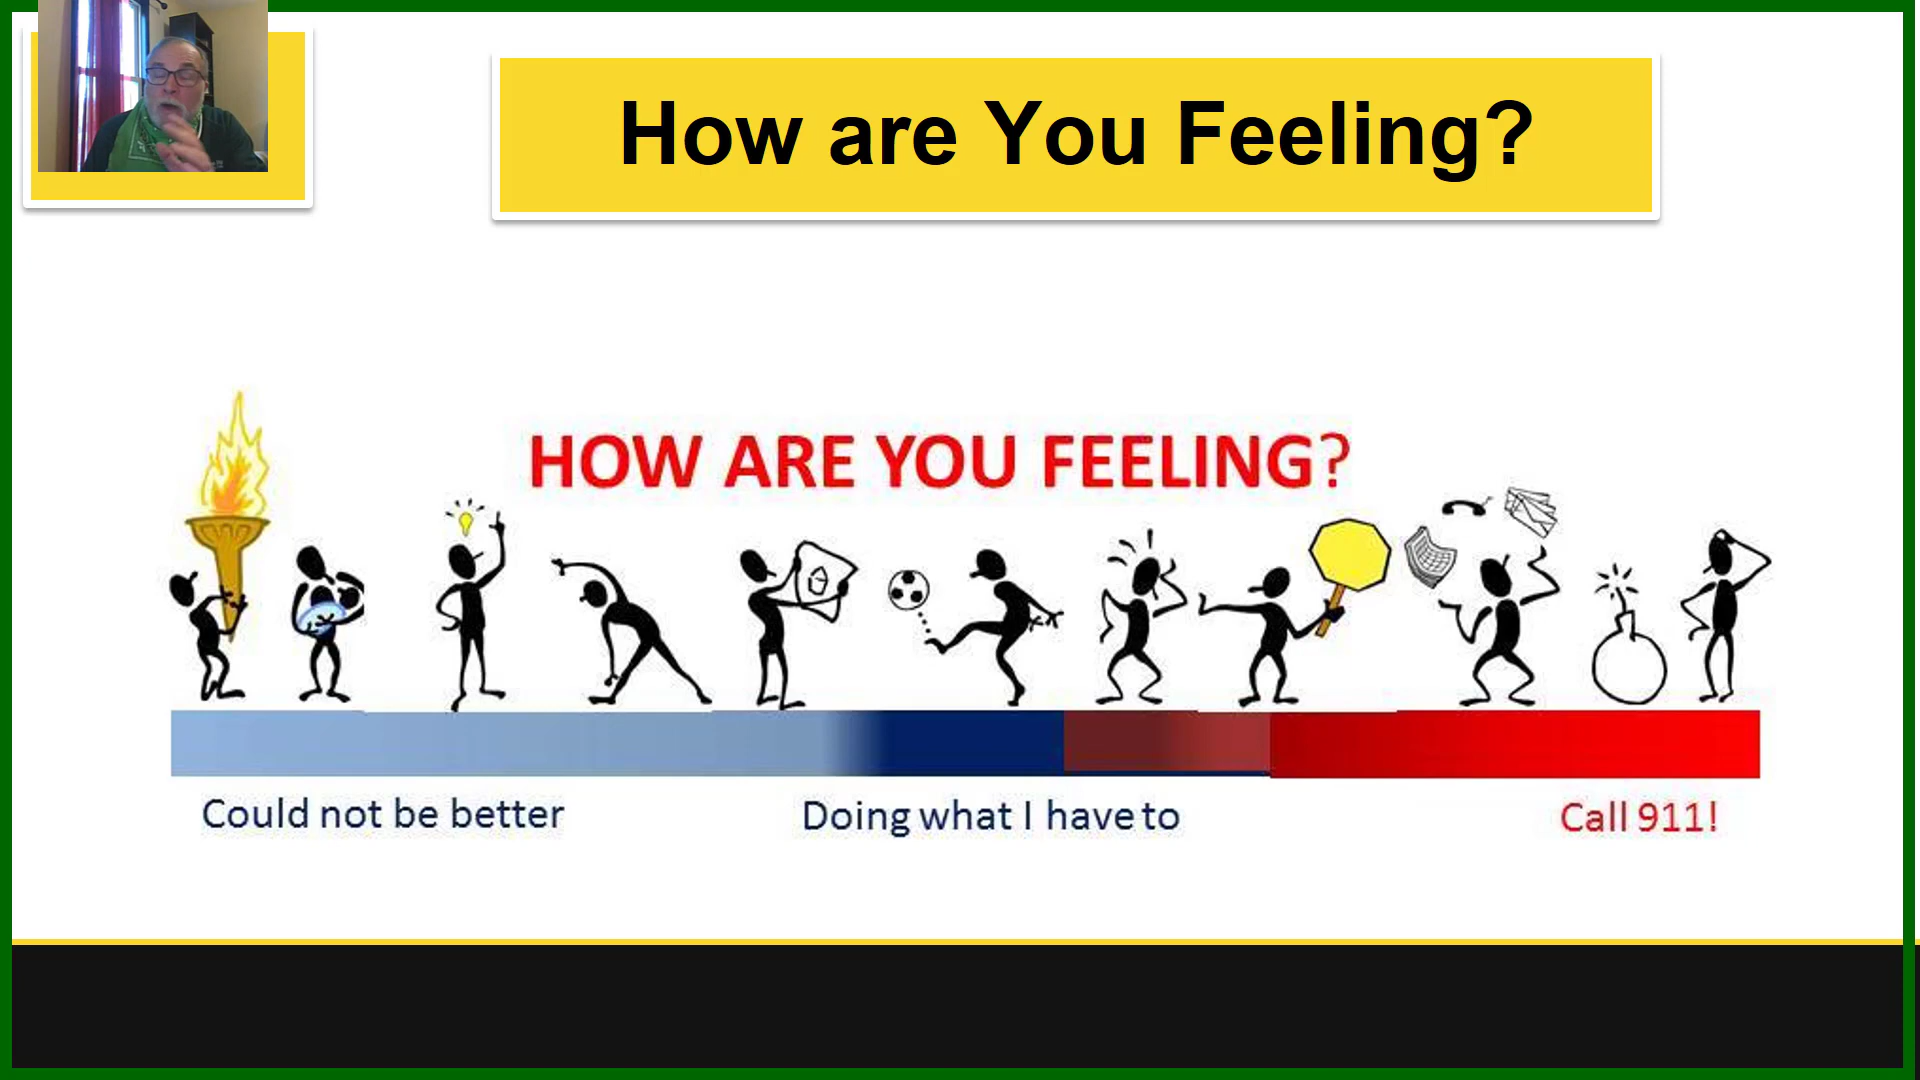 How are You Feeling?
HOW ARE YOU FEELING?
Could not be better
Doing what I have to
Call 911!